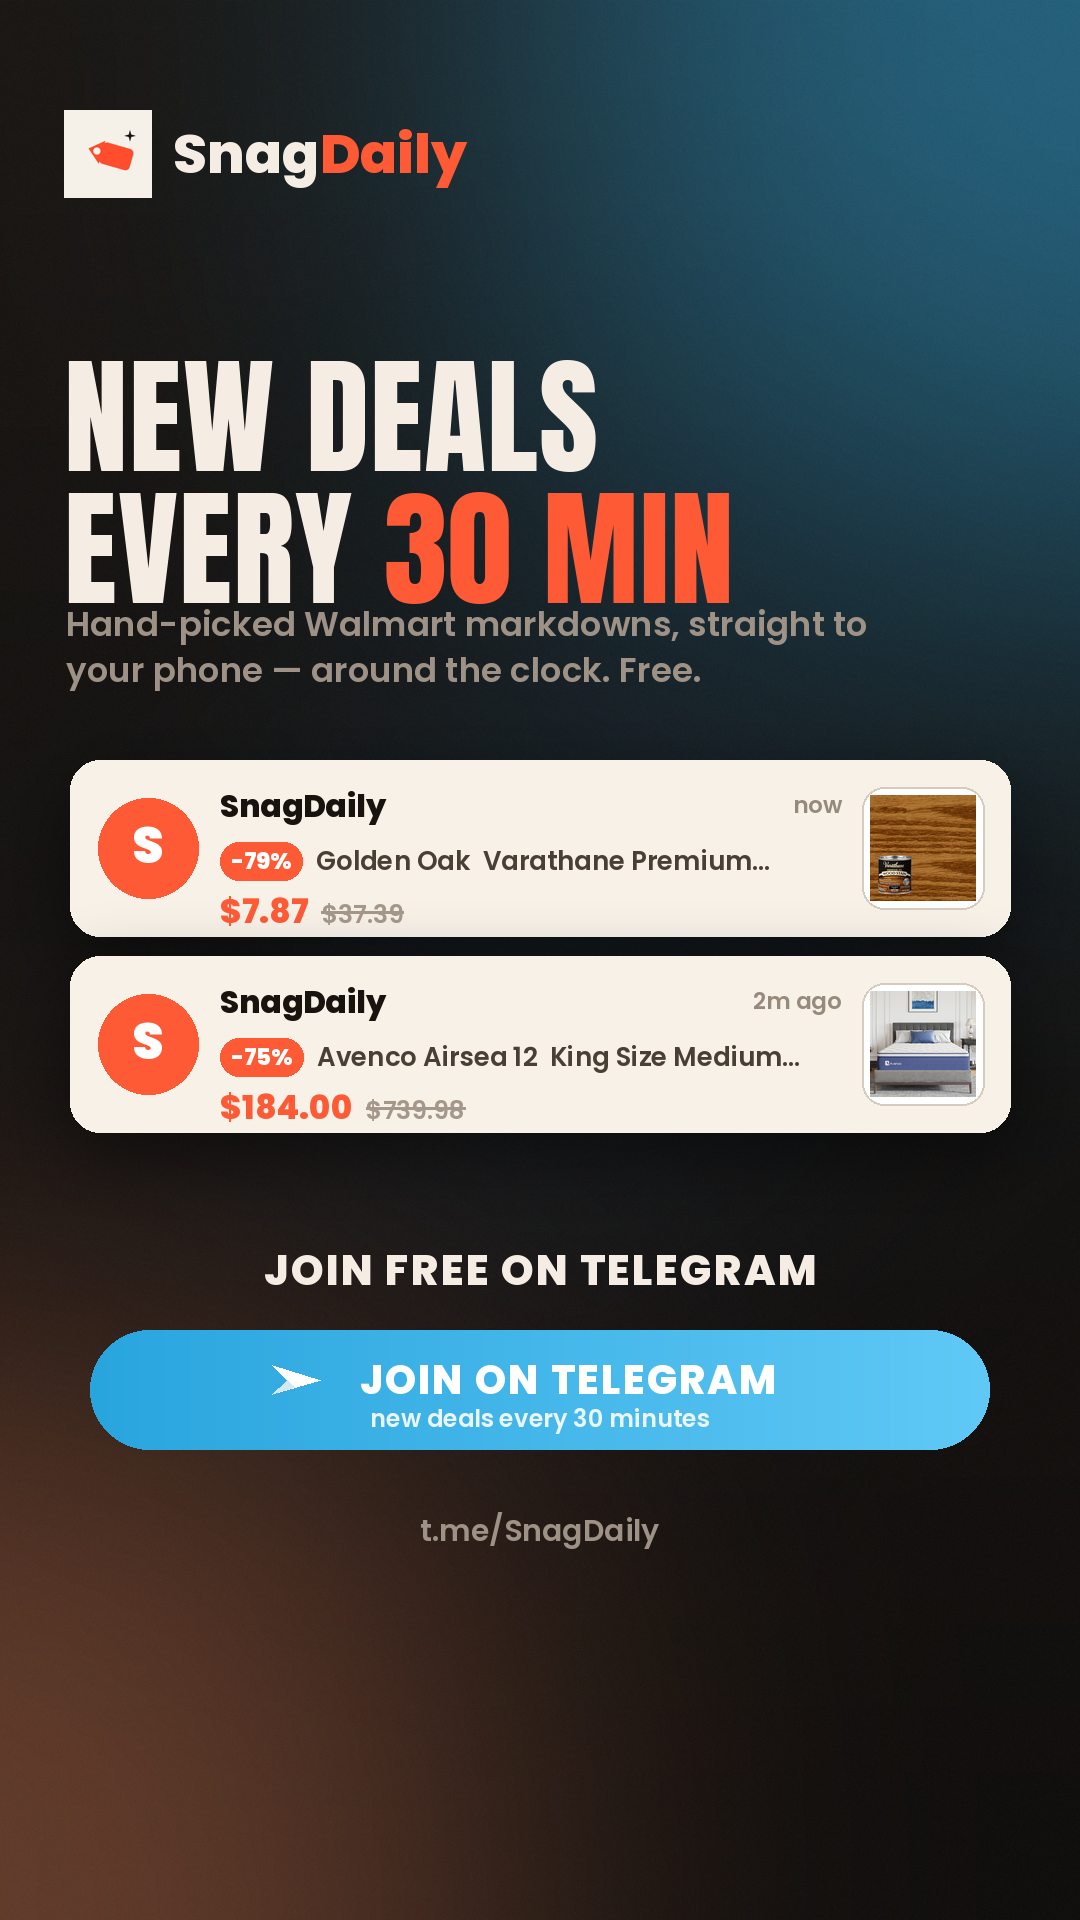 SnagDaily
NEW DEALS
EVERY 30 MIN
Hand-picked Walmart markdowns, straight to
your phone — around the clock. Free.
S
SnagDaily
now
-79% Golden Oak Varathane Premium...
$7.87 $37.39
Varathane
S
SnagDaily
2m ago
-75% Avenco Airsea 12 King Size Medium...
$184.00 $739.98
JOIN FREE ON TELEGRAM
JOIN ON TELEGRAM
new deals every 30 minutes
t.me/SnagDaily